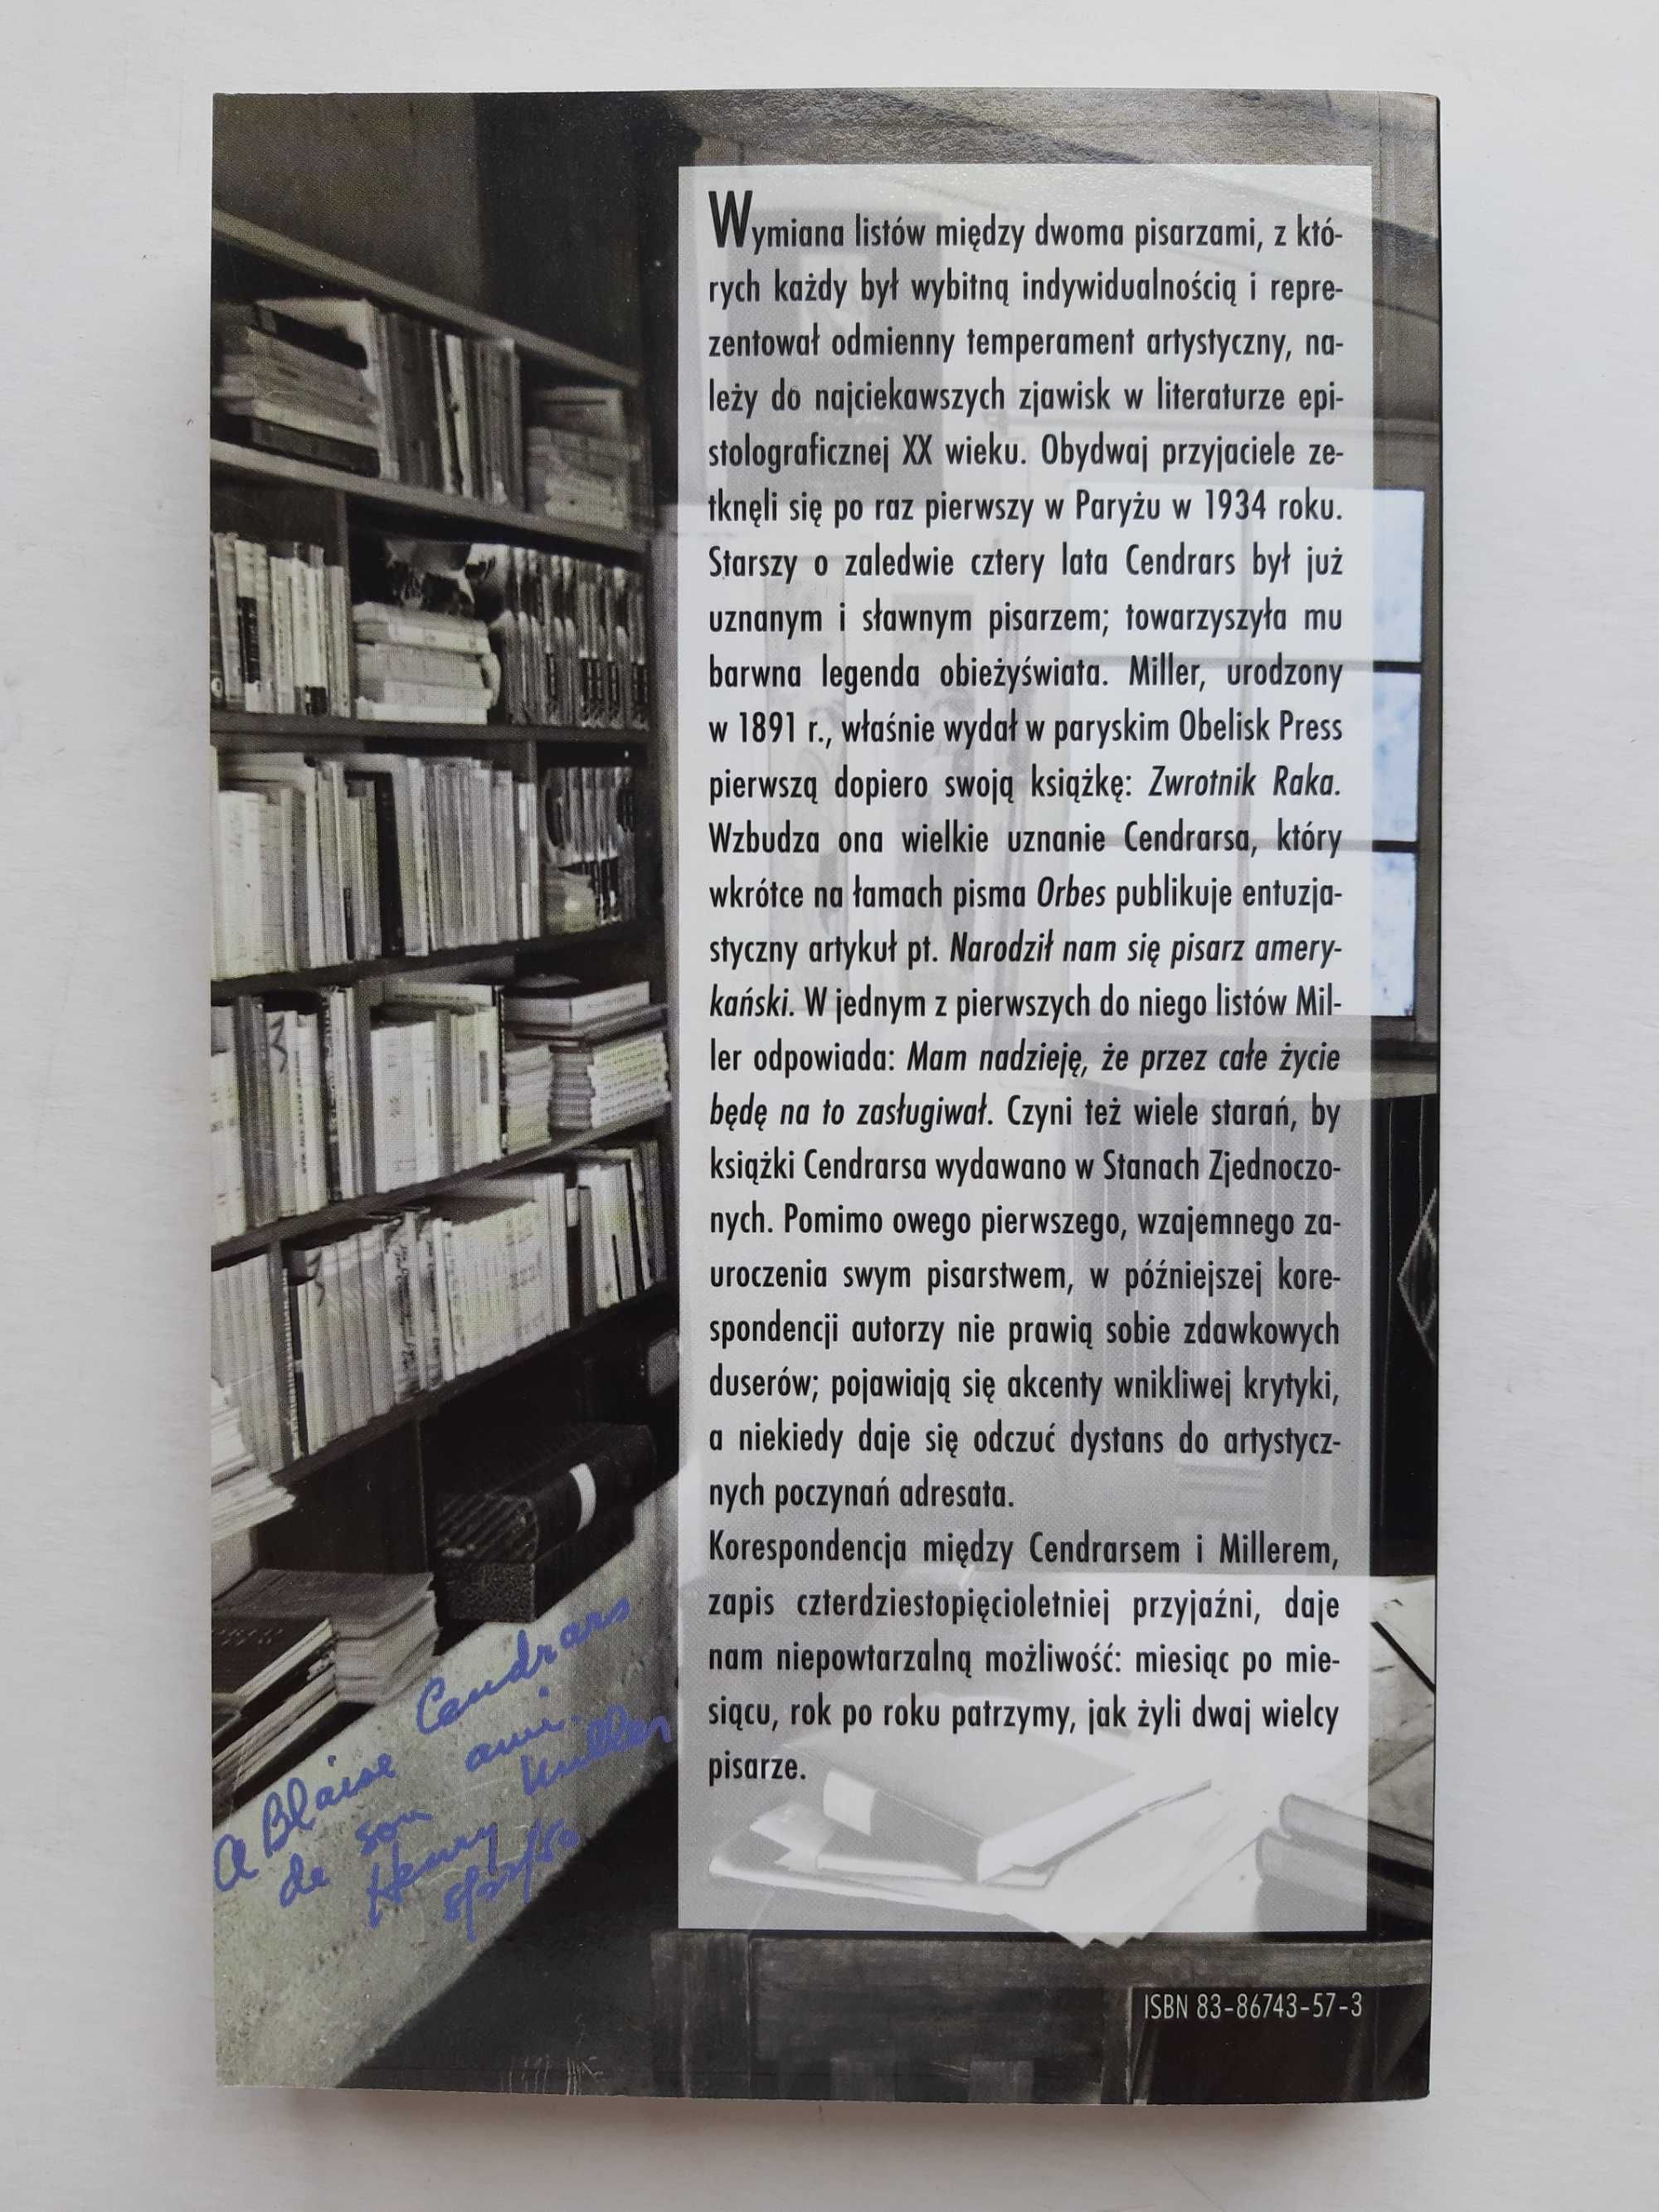 Wymiana listów między dwoma pisarzami, z któ-
rych każdy był wybitną indywidualnością i repre-
zentował odmienny temperament artystyczny, na-
leży do najciekawszych zjawisk w literaturze epi-
stolograficznej XX wieku. Obydwaj przyjaciele ze-
tknęli się po raz pierwszy w Paryżu w 1934 roku.
Starszy o zaledwie cztery lata Cendrars był już
uznanym i sławnym pisarzem; towarzyszyła mu
barwna legenda obieżyświata. Miller, urodzony
w 1891 r., właśnie wydał w paryskim Obelisk Press
pierwszą dopiero swoją książkę: Zwrotnik Raka.
Wzbudza ona wielkie uznanie Cendrarsa, który
wkrótce na łamach pisma Orbes publikuje entuzja-
styczny artykuł pt. Narodził nam się pisarz amery-
kański. W jednym z pierwszych do niego listów Mil-
ler odpowiada: Mam nadzieję, że przez całe życie
będę na to zasługiwał. Czyni też wiele starań, by
książki Cendrarsa wydawano w Stanach Zjednoczo-
nych. Pomimo owego pierwszego, wzajemnego za-
uroczenia swym pisarstwem, w późniejszej kore-
spondencji autorzy nie prawią sobie zdawkowych
duserów; pojawiają się akcenty wnikliwej krytyki,
a niekiedy daje się odczuć dystans do artystycz-
nych poczynań adresata.
Korespondencja między Cendrarsem i Millerem,
zapis czterdziestopięcioletniej przyjaźni, daje
nam niepowtarzalną możliwość: miesiąc po mie-
siącu, rok po roku patrzymy, jak żyli dwaj wielcy
pisarze.
A Blaise Cendrars
de son ami
Henry Miller
ISBN 83-86743-57-3